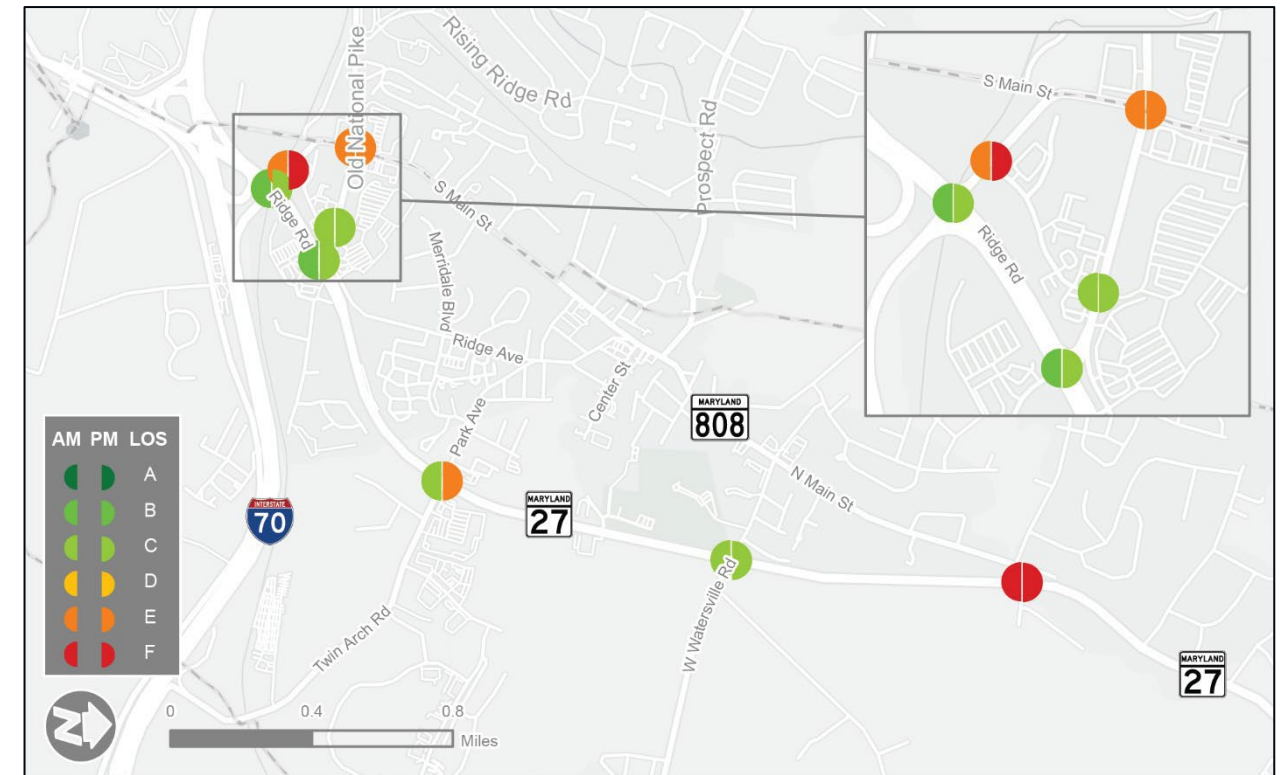 Old National Pike
Rising Ridge Rd
Prospect Rd
S Main St
Ridge Rd
S Main St
Ridge Rd
Merridale Blvd
Ridge Ave
Center St
Park Ave
MARYLAND
808
N Main St
MARYLAND
27
INTERSTATE
70
W Watersville Rd
Twin Arch Rd
MARYLAND
27
AM PM LOS
A
B
C
D
E
F
N
0 0.4 0.8
Miles